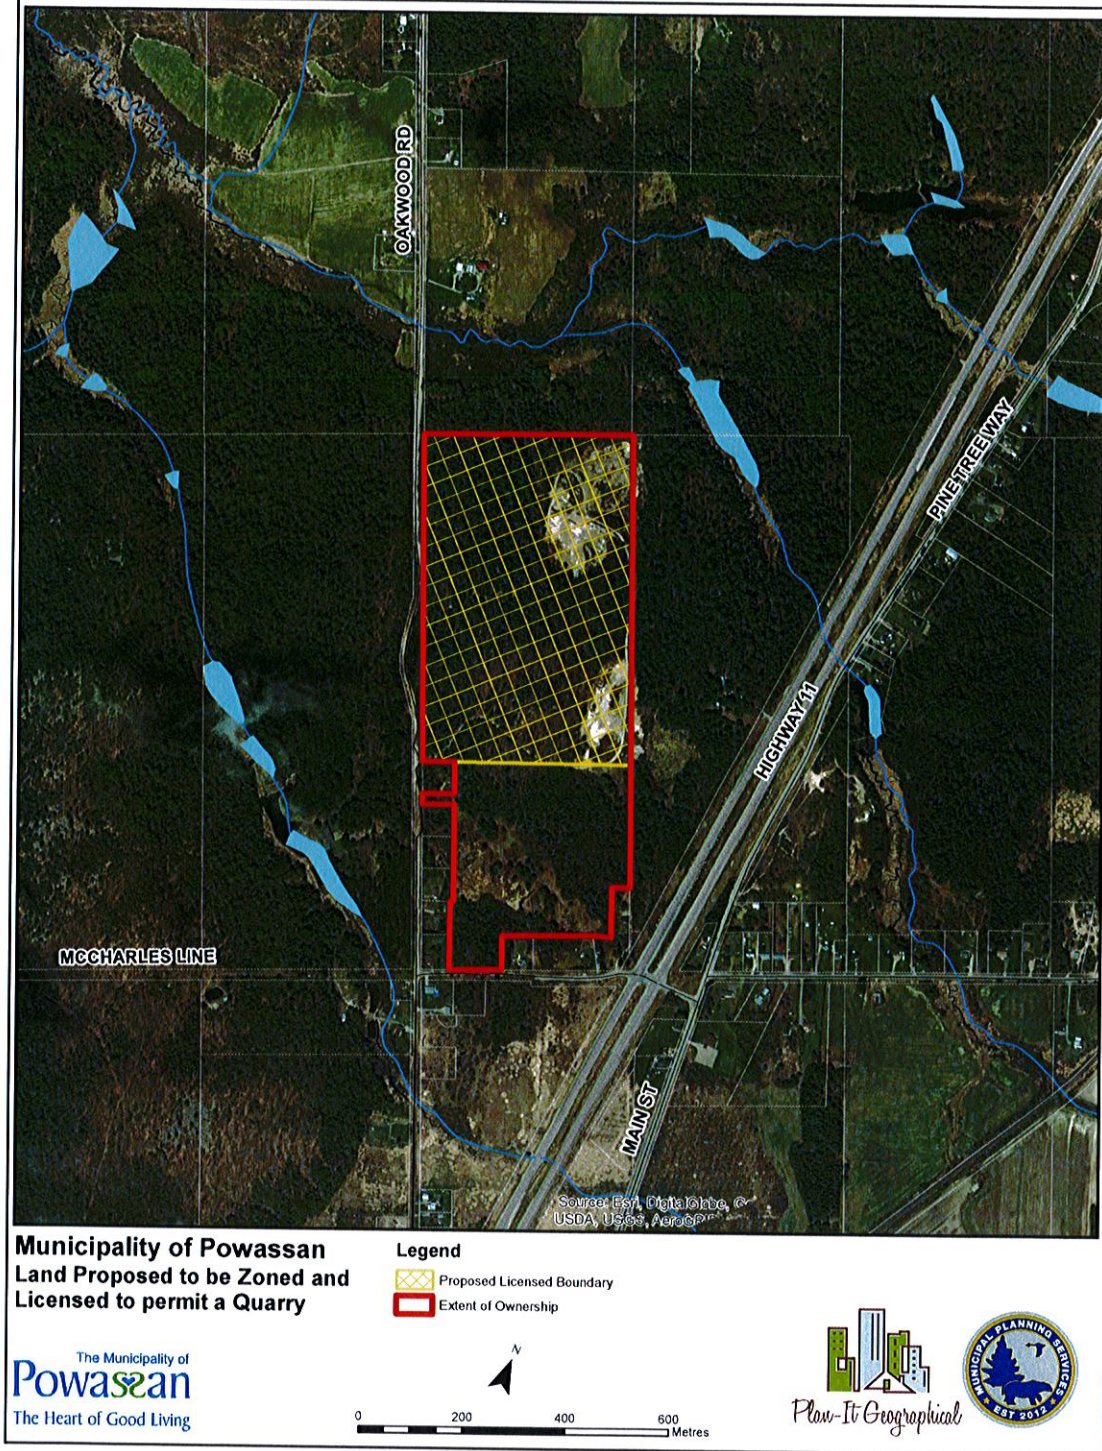 OAKWOOD RD
PINE TREE WAY
HIGHWAY 11
MCCHARLES LINE
MAIN ST
Source: Esri, DigitalGlobe, G
USDA, USGS, AeroGR
Municipality of Powassan
Land Proposed to be Zoned and
Licensed to permit a Quarry
Legend
Proposed Licensed Boundary
Extent of Ownership
The Municipality of
Powassan
The Heart of Good Living
N
0 200 400 600
Metres
Plan-It Geographical
MUNICIPAL PLANNING SERVICES
EST 2012